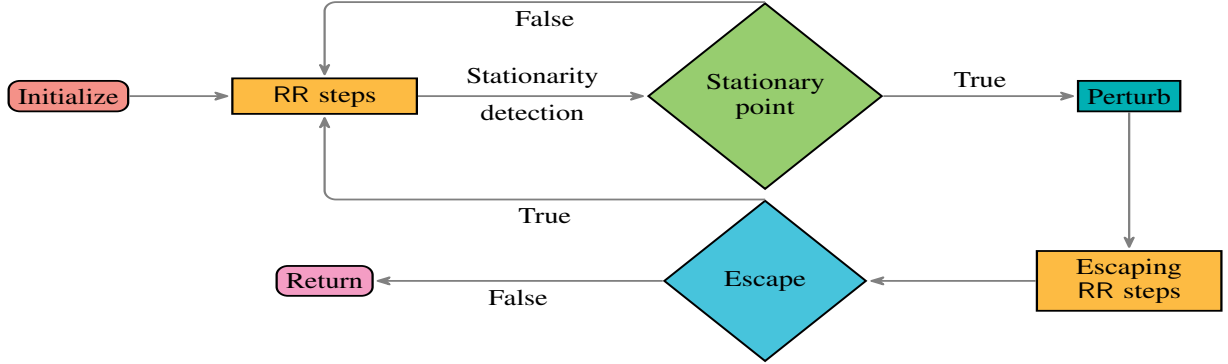 False
Initialize
RR steps
Stationarity
detection
Stationary
point
True
Perturb
True
Return
False
Escape
Escaping
RR steps